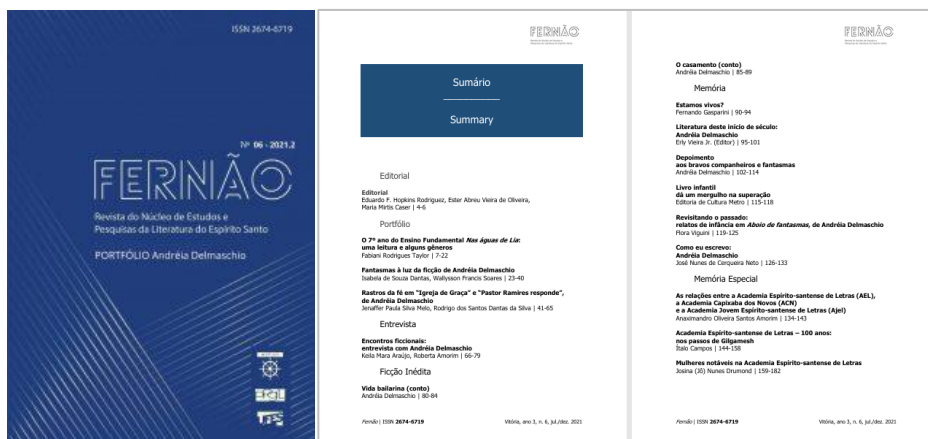 ISSN 2674-6719
Nº 06 - 2021.2
FERNÃO
Revista do Núcleo de Estudos e
Pesquisas da Literatura do Espírito Santo
PORTFÓLIO Andréia Delmaschio
FERNÃO
Sumário
Summary
Editorial
Editorial
Eduardo F. Hopkins Rodriguez, Ester Abreu Vieira de Oliveira,
Maria Mirtis Caser | 4-6
Portfólio
O 7º ano do Ensino Fundamental Nas águas de Lia:
uma leitura e alguns gêneros
Fabiani Rodrigues Taylor | 7-22
Fantasmas à luz da ficção de Andréia Delmaschio
Isabela de Souza Dantas, Wallysson Francis Soares | 23-40
Rastros da fé em "Igreja de Graça" e "Pastor Ramires responde",
de Andréia Delmaschio
Jenaffer Paula Silva Melo, Rodrigo dos Santos Dantas da Silva | 41-65
Entrevista
Encontros ficcionais:
entrevista com Andréia Delmaschio
Keila Mara Araújo, Roberta Amorim | 66-79
Ficção Inédita
Vida bailarina (conto)
Andréia Delmaschio | 80-84
Fernão | ISSN 2674-6719
Vitória, ano 3, n. 6, jul./dez. 2021
FERNÃO
O casamento (conto)
Andréia Delmaschio | 85-89
Memória
Estamos vivos?
Fernando Gasparini | 90-94
Literatura deste início de século:
Andréia Delmaschio
Erly Vieira Jr. (Editor) | 95-101
Depoimento
aos bravos companheiros e fantasmas
Andréia Delmaschio | 102-114
Livro infantil
dá um mergulho na superação
Editoria de Cultura Metro | 115-118
Revisitando o passado:
relatos de infância em Aboio de fantasmas, de Andréia Delmaschio
Flora Viguini | 119-125
Como eu escrevo:
Andréia Delmaschio
José Nunes de Cerqueira Neto | 126-133
Memória Especial
As relações entre a Academia Espírito-santense de Letras (AEL),
a Academia Capixaba dos Novos (ACN)
e a Academia Jovem Espírito-santense de Letras (Ajel)
Anaximandro Oliveira Santos Amorim | 134-143
Academia Espírito-santense de Letras – 100 anos:
nos passos de Gilgamesh
Ítalo Campos | 144-158
Mulheres notáveis na Academia Espírito-santense de Letras
Josina (Jô) Nunes Drumond | 159-182
Fernão | ISSN 2674-6719
Vitória, ano 3, n. 6, jul./dez. 2021